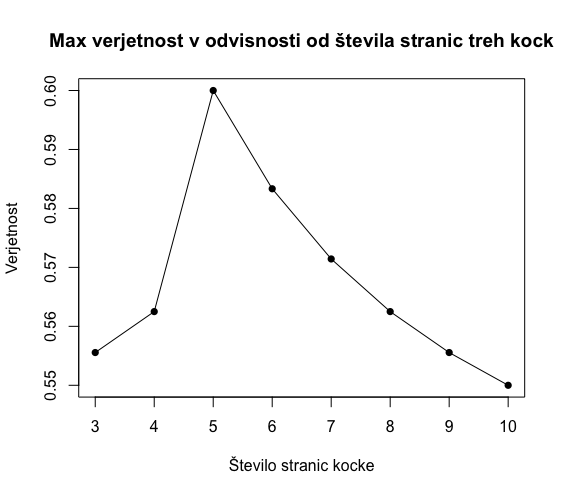 Max verjetnost v odvisnosti od števila stranic treh kock
Verjetnost
0.60
0.59
0.58
0.57
0.56
0.55
3 4 5 6 7 8 9 10
Število stranic kocke